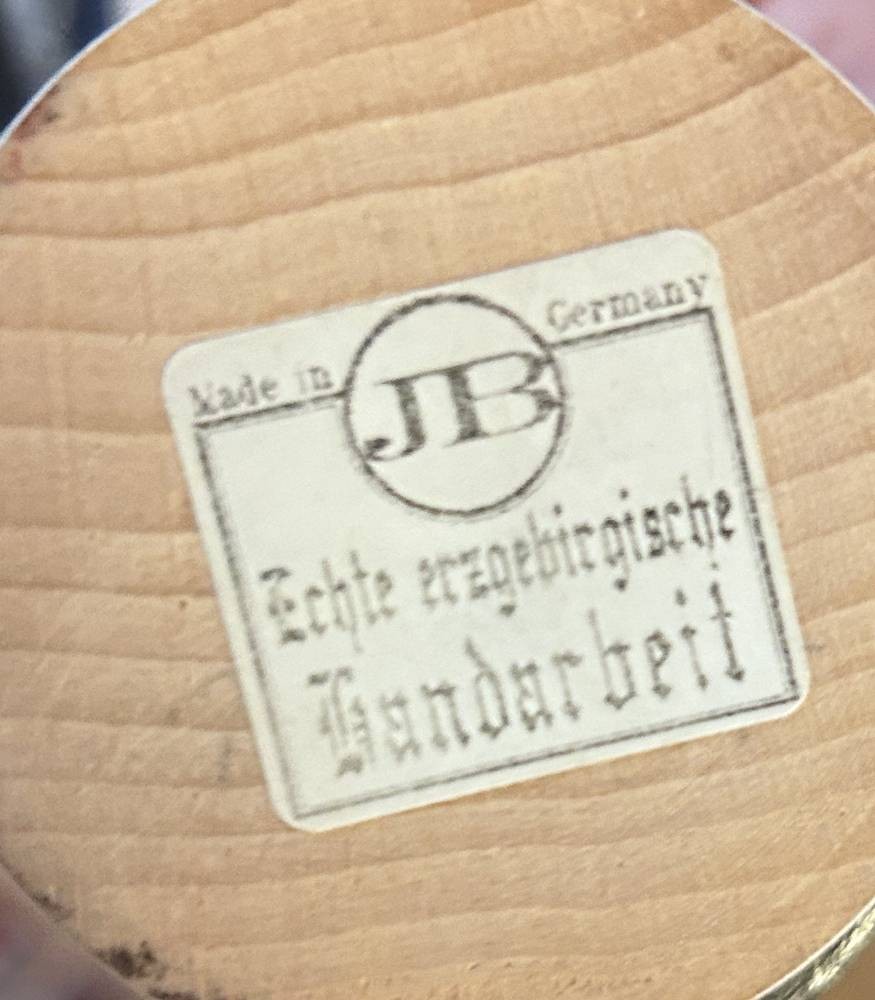 Made in Germany
JB
Echte erzgebirgische
Handarbeit